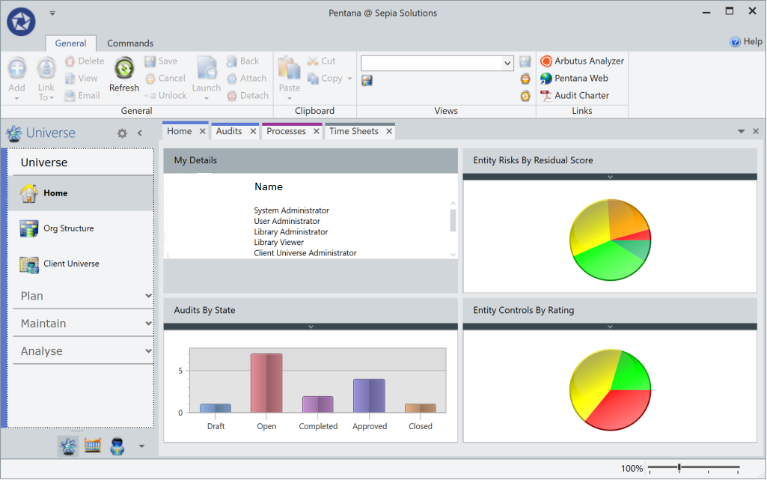 Pentana @ Sepia Solutions
General Commands
Help
Add
Link To
Delete
View
Email
Refresh
Save
Cancel
Unlock
Launch
Back
Attach
Detach
General
Paste
Cut
Copy
Clipboard
Views
Arbutus Analyzer
Pentana Web
Audit Charter
Links
Universe
Home Audits Processes Time Sheets
Universe
Home
Org Structure
Client Universe
Plan
Maintain
Analyse
My Details
Name
System Administrator
User Administrator
Library Administrator
Library Viewer
Client Universe Administrator
Entity Risks By Residual Score
Audits By State
5
0
Draft Open Completed Approved Closed
Entity Controls By Rating
100%